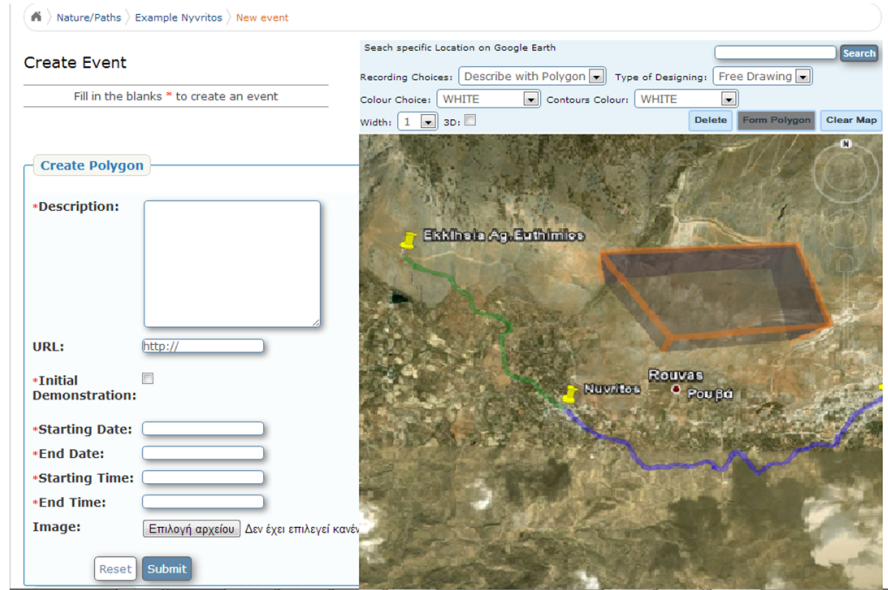 Nature/Paths Example Nyvritos New event
Create Event
Fill in the blanks * to create an event
Create Polygon
*Description:
URL: http://
*Initial
Demonstration:
*Starting Date:
*End Date:
*Starting Time:
*End Time:
Image: Επιλογή αρχείου Δεν έχει επιλεγεί κανέν
Reset Submit
Seach specific Location on Google Earth
Search
Recording Choices: Describe with Polygon Type of Designing: Free Drawing
Colour Choice: WHITE Contours Colour: WHITE
Width: 1 3D:
Delete Form Polygon Clear Map
N
Ekklhsia Ag.Euthimios
Rouvas
Nuvritos
Ρουβά